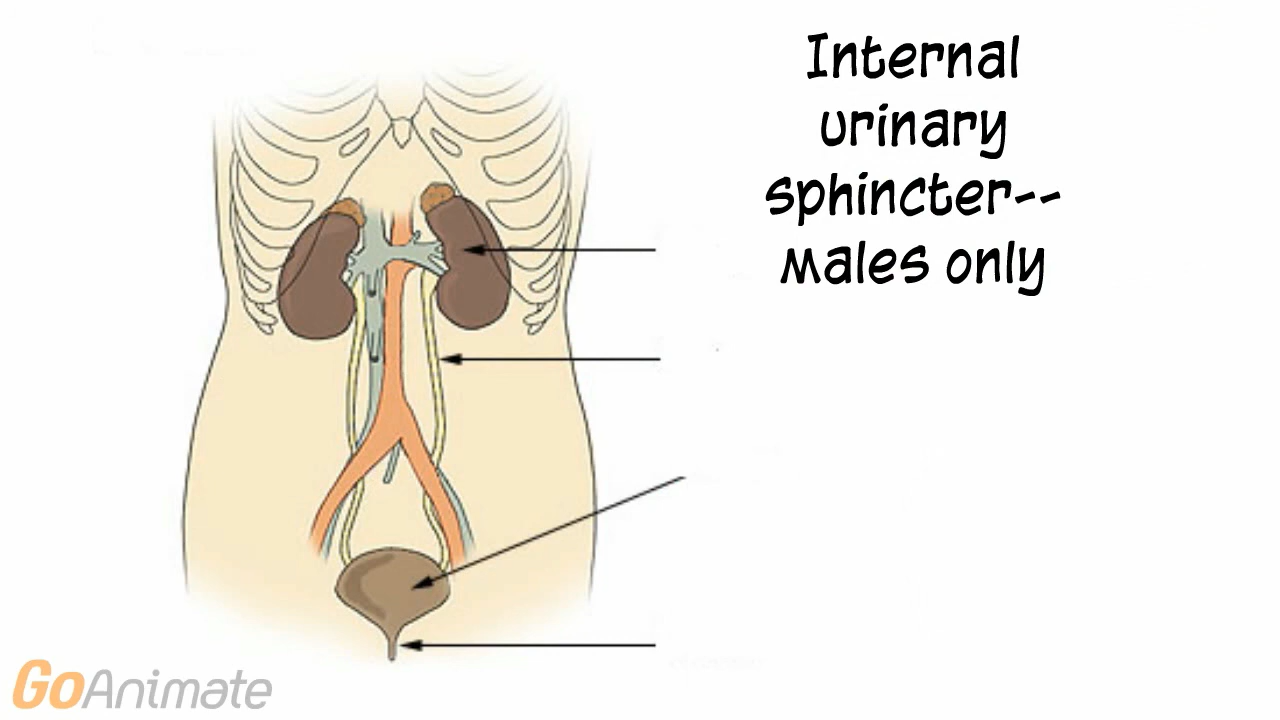 Internal
urinary
sphincter--
males only
GoAnimate